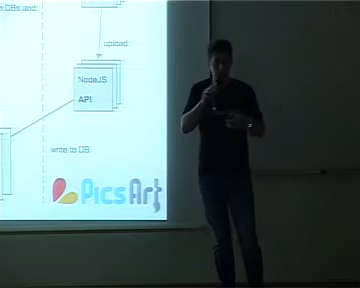 DBs and
upload
NodeJS
API
write to DB
PicsArt